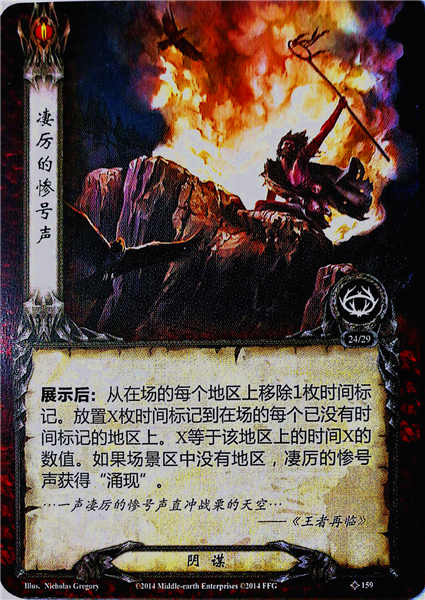 凄厉的惨号声
24/29
展示后：从在场的每个地区上移除1枚时间标
记。放置X枚时间标记到在场的每个已没有时
间标记的地区上。X等于该地区上的时间X的
数值。如果场景区中没有地区，凄厉的惨号
声获得“涌现”。
…一声凄厉的惨号声直冲战栗的天空…
——《王者再临》
阴谋
Illus. Nicholas Gregory ©2014 Middle-earth Enterprises ©2014 FFG 159